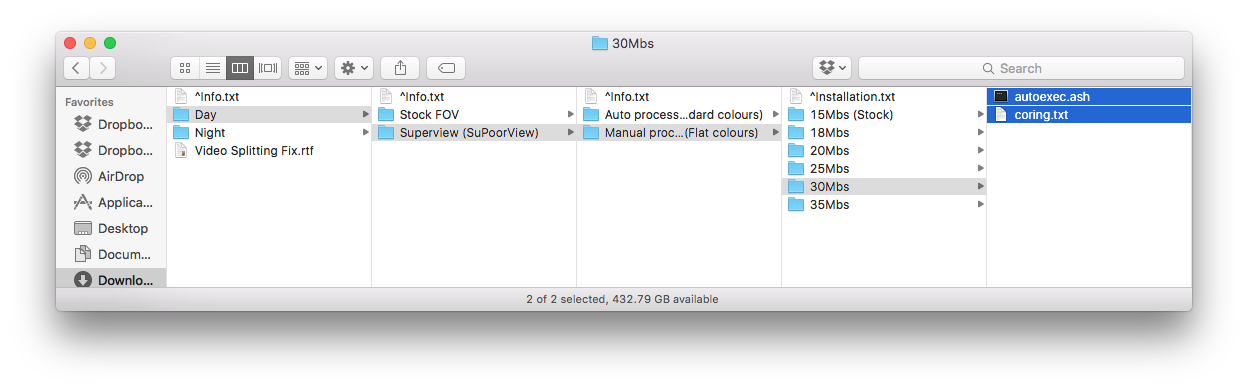 30Mbs
Search
Favorites
Dropbo...
Dropbo...
AirDrop
Applica...
Desktop
Docum...
Downlo...
^Info.txt
Day
Night
Video Splitting Fix.rtf
^Info.txt
Stock FOV
Superview (SuPoorView)
^Info.txt
Auto process...dard colours)
Manual proc...(Flat colours)
^Installation.txt
15Mbs (Stock)
18Mbs
20Mbs
25Mbs
30Mbs
35Mbs
autoexec.ash
coring.txt
2 of 2 selected, 432.79 GB available